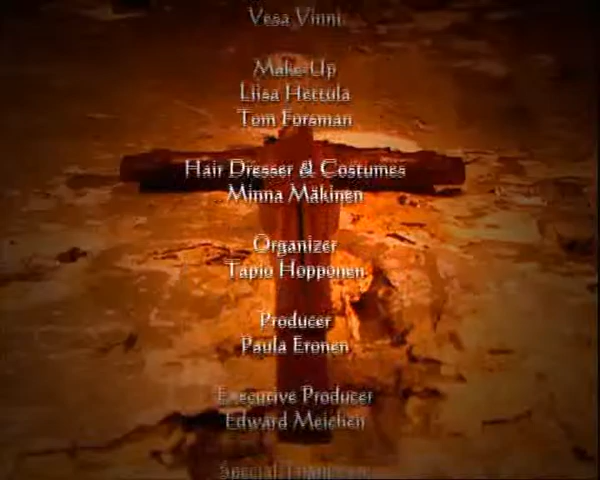 Vesa Vinni
Make-Up
Liisa Hettula
Tom Forsman
Hair Dresser & Costumes
Minna Mäkinen
Organizer
Tapio Hopponen
Producer
Paula Eronen
Executive Producer
Edward Meichen
Special